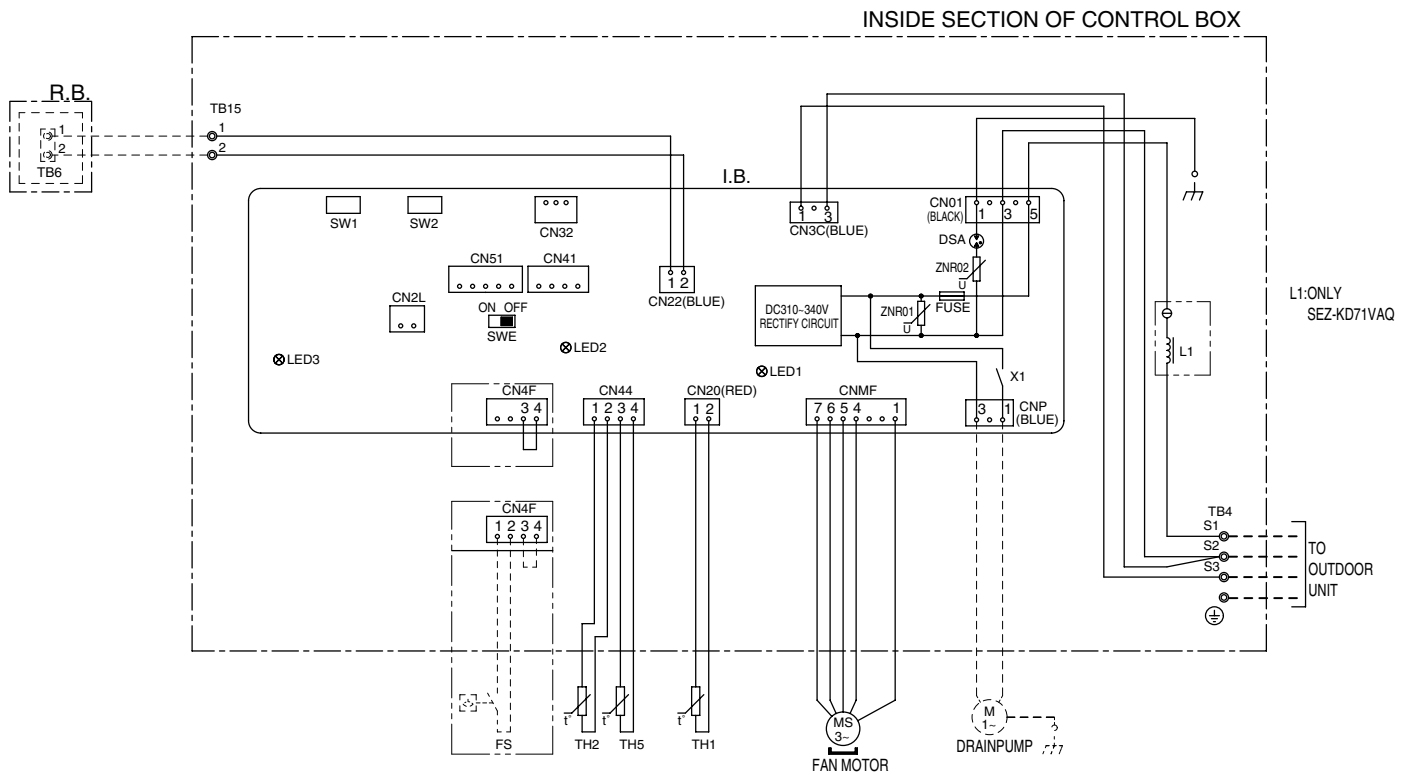 INSIDE SECTION OF CONTROL BOX
R.B.
1
2
TB6
TB15
1
2
I.B.
SW1
SW2
CN32
CN51
CN41
CN2L
ON OFF
SWE
1 2
CN22(BLUE)
1 3
CN3C(BLUE)
CN01
(BLACK)
1 3 5
DSA
ZNR02
U
ZNR01
U
FUSE
DC310~340V
RECTIFY CIRCUIT
LED3
LED2
LED1
X1
L1
L1:ONLY
SEZ-KD71VAQ
CN4F
3 4
CN44
1 2 3 4
CN20(RED)
1 2
CNMF
7 6 5 4 1
3 1
CNP
(BLUE)
CN4F
1 2 3 4
TB4
S1
S2
S3
TO
OUTDOOR
UNIT
FS
t°
TH2
t°
TH5
t°
TH1
MS
3~
FAN MOTOR
M
1~
DRAINPUMP